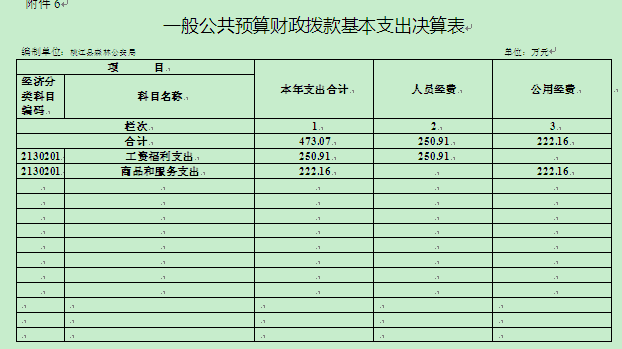 附件 6
一般公共预算财政拨款基本支出决算表
编制单位：桃江县森林公安局 单位：万元
项 目 本年支出合计 人员经费 公用经费
经济分类科目编码 科目名称
栏次 1 2 3
合计 473.07 250.91 222.16
2130201 工资福利支出 250.91 250.91
2130201 商品和服务支出 222.16 222.16